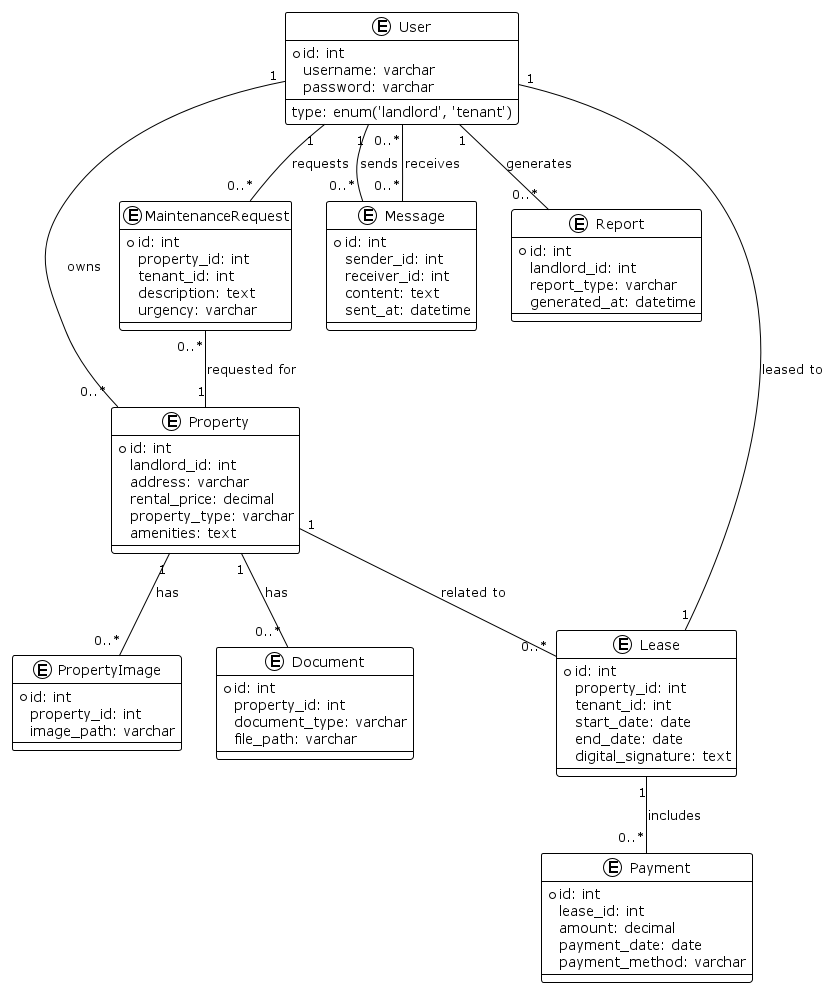 E User
id: int
username: varchar
password: varchar
type: enum('landlord', 'tenant')
1
1
1
1
0..*
1
requests
sends
receives
generates
0..*
0..*
0..*
0..*
owns
leased to
E MaintenanceRequest
id: int
property_id: int
tenant_id: int
description: text
urgency: varchar
E Message
id: int
sender_id: int
receiver_id: int
content: text
sent_at: datetime
E Report
id: int
landlord_id: int
report_type: varchar
generated_at: datetime
0..*
requested for
0..*
1
E Property
id: int
landlord_id: int
address: varchar
rental_price: decimal
property_type: varchar
amenities: text
1
1
1
has
has
related to
0..*
0..*
0..*
1
E PropertyImage
id: int
property_id: int
image_path: varchar
E Document
id: int
property_id: int
document_type: varchar
file_path: varchar
E Lease
id: int
property_id: int
tenant_id: int
start_date: date
end_date: date
digital_signature: text
1
includes
0..*
E Payment
id: int
lease_id: int
amount: decimal
payment_date: date
payment_method: varchar